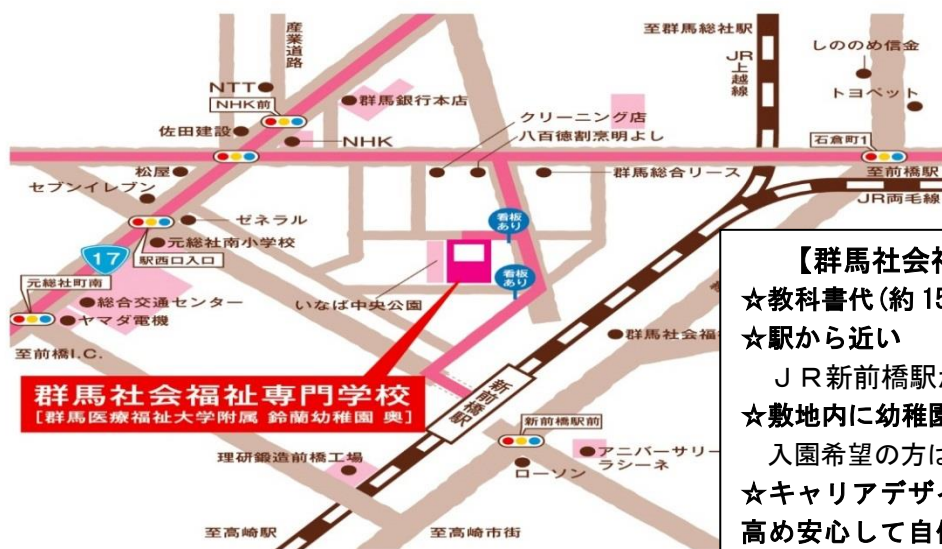 産業道路
至群馬総社駅
JR上越線
しののめ信金
トヨペット
NTT
NHK前
群馬銀行本店
佐田建設
NHK
クリーニング店
八百徳割烹明よし
石倉町1
松屋
群馬総合リース
至前橋駅
JR両毛線
セブンイレブン
ゼネラル
元総社南小学校
駅西口入口
17
看板
あり
看板
あり
いなば中央公園
元総社町南
総合交通センター
ヤマダ電機
至前橋I.C.
群馬社会福祉専門学校
[群馬医療福祉大学附属 鈴蘭幼稚園 奥]
新前橋駅
群馬社会福
新前橋駅前
アニバーサリー
ラシーネ
ローソン
理研鍛造前橋工場
至高崎駅
至高崎市街
【群馬社会福
☆教科書代(約15
☆駅から近い
JR新前橋駅
☆敷地内に幼稚園
入園希望の方は
☆キャリアデザイ
高め安心して自